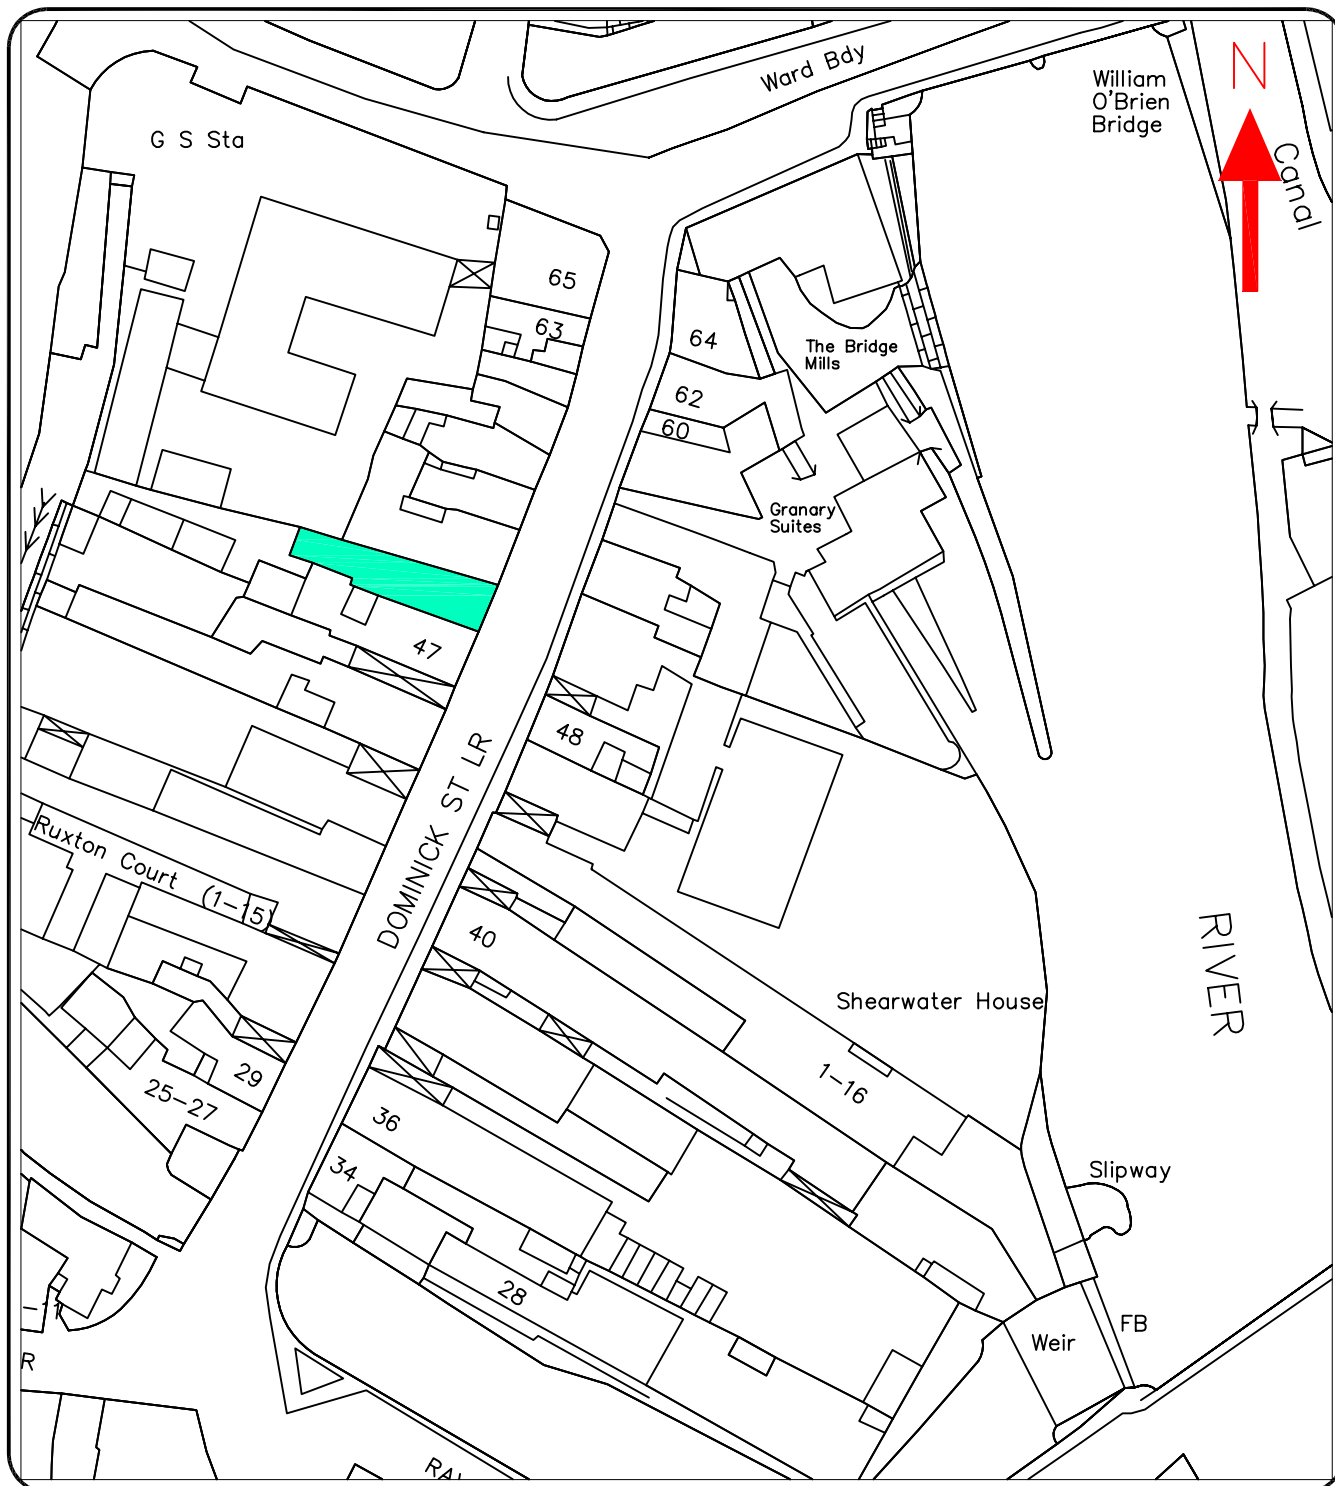 Ward Bdy
William
O'Brien
Bridge
N
Canal
G S Sta
65
63
64
The Bridge
Mills
62
60
Granary
Suites
47
48
DOMINICK ST LR
Ruxton Court (1-15)
40
RIVER
Shearwater House
1-16
29
25-27
36
34
Slipway
28
FB
Weir
R